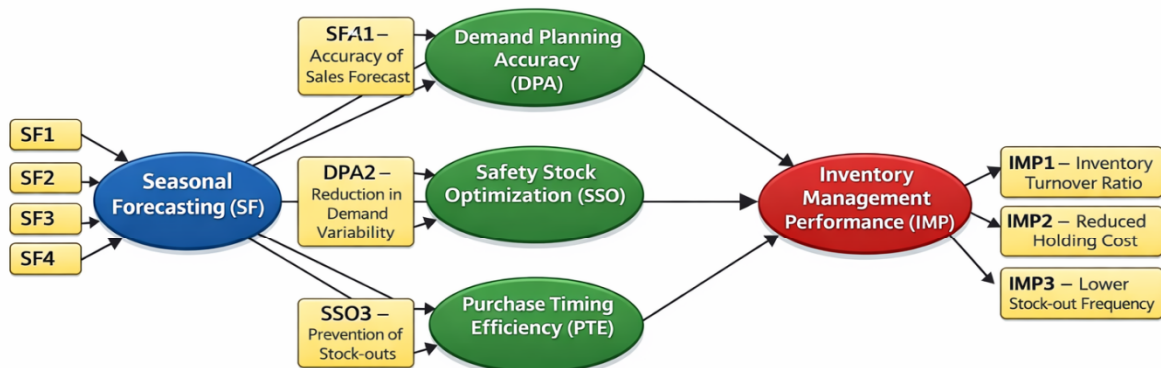 SF1
SF2
SF3
SF4
Seasonal
Forecasting (SF)
SFA1 –
Accuracy of
Sales Forecast
DPA2 –
Reduction in
Demand
Variability
SSO3 –
Prevention of
Stock-outs
Demand Planning
Accuracy
(DPA)
Safety Stock
Optimization (SSO)
Purchase Timing
Efficiency (PTE)
Inventory
Management
Performance (IMP)
IMP1 – Inventory
Turnover Ratio
IMP2 – Reduced
Holding Cost
IMP3 – Lower
Stock-out Frequency